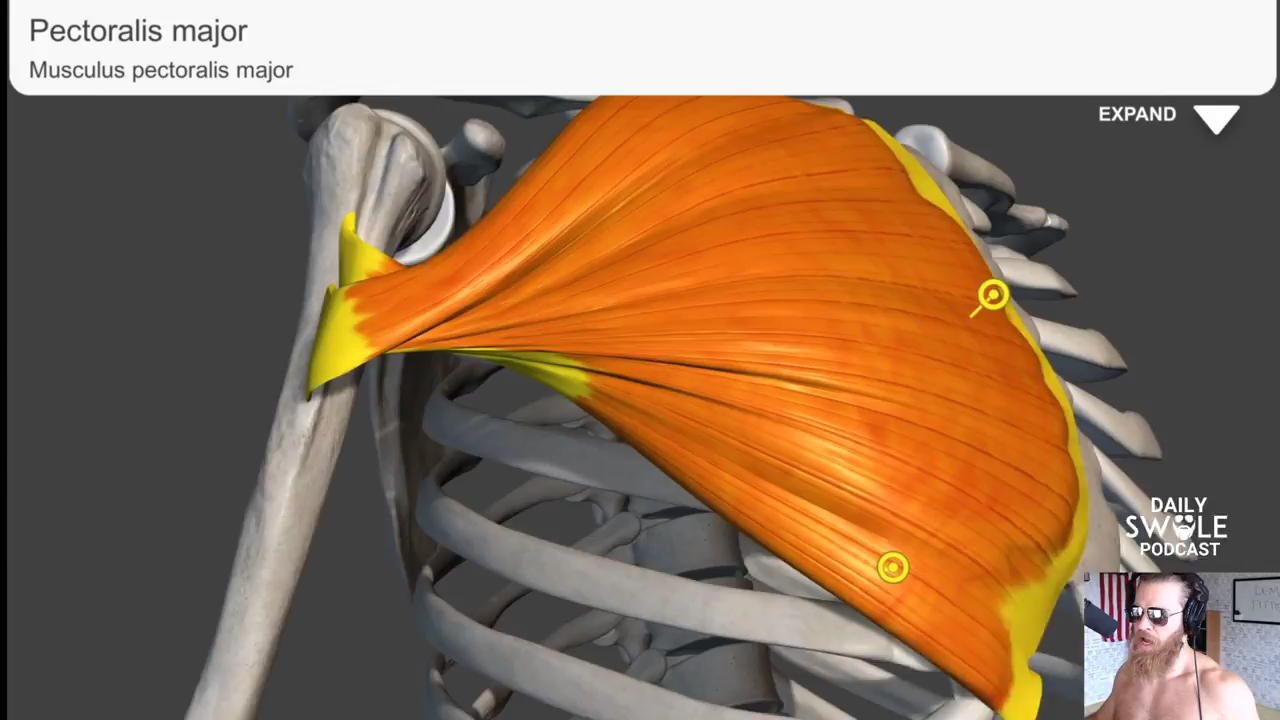 Pectoralis major
Musculus pectoralis major
EXPAND
DAILY
SWOLE
PODCAST